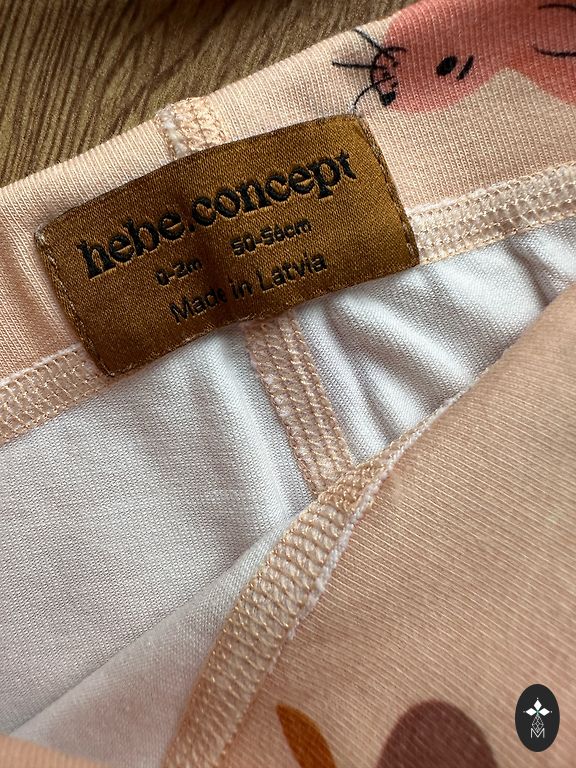 hebe.concept
0-2m 50-56cm
Made in Latvia
M